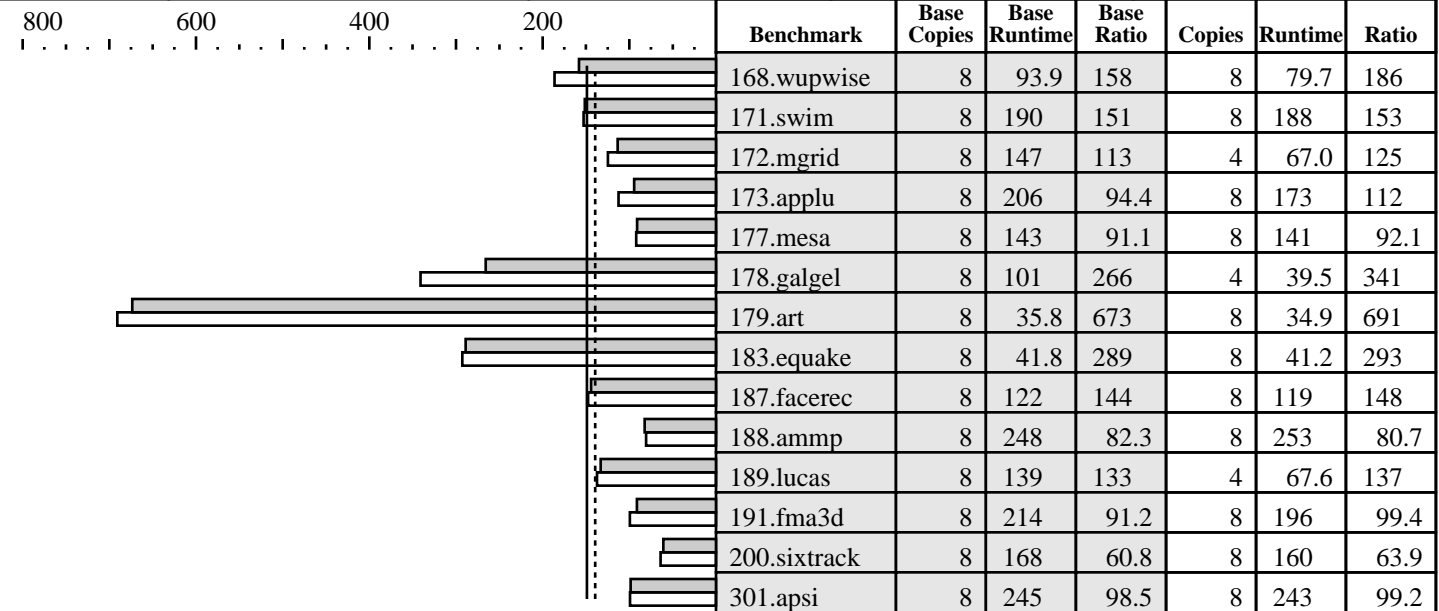 800 600 400 200
Benchmark Base Copies Base Runtime Base Ratio Copies Runtime Ratio
168.wupwise 8 93.9 158 8 79.7 186
171.swim 8 190 151 8 188 153
172.mgrid 8 147 113 4 67.0 125
173.applu 8 206 94.4 8 173 112
177.mesa 8 143 91.1 8 141 92.1
178.galgel 8 101 266 4 39.5 341
179.art 8 35.8 673 8 34.9 691
183.equake 8 41.8 289 8 41.2 293
187.facerec 8 122 144 8 119 148
188.ammp 8 248 82.3 8 253 80.7
189.lucas 8 139 133 4 67.6 137
191.fma3d 8 214 91.2 8 196 99.4
200.sixtrack 8 168 60.8 8 160 63.9
301.apsi 8 245 98.5 8 243 99.2